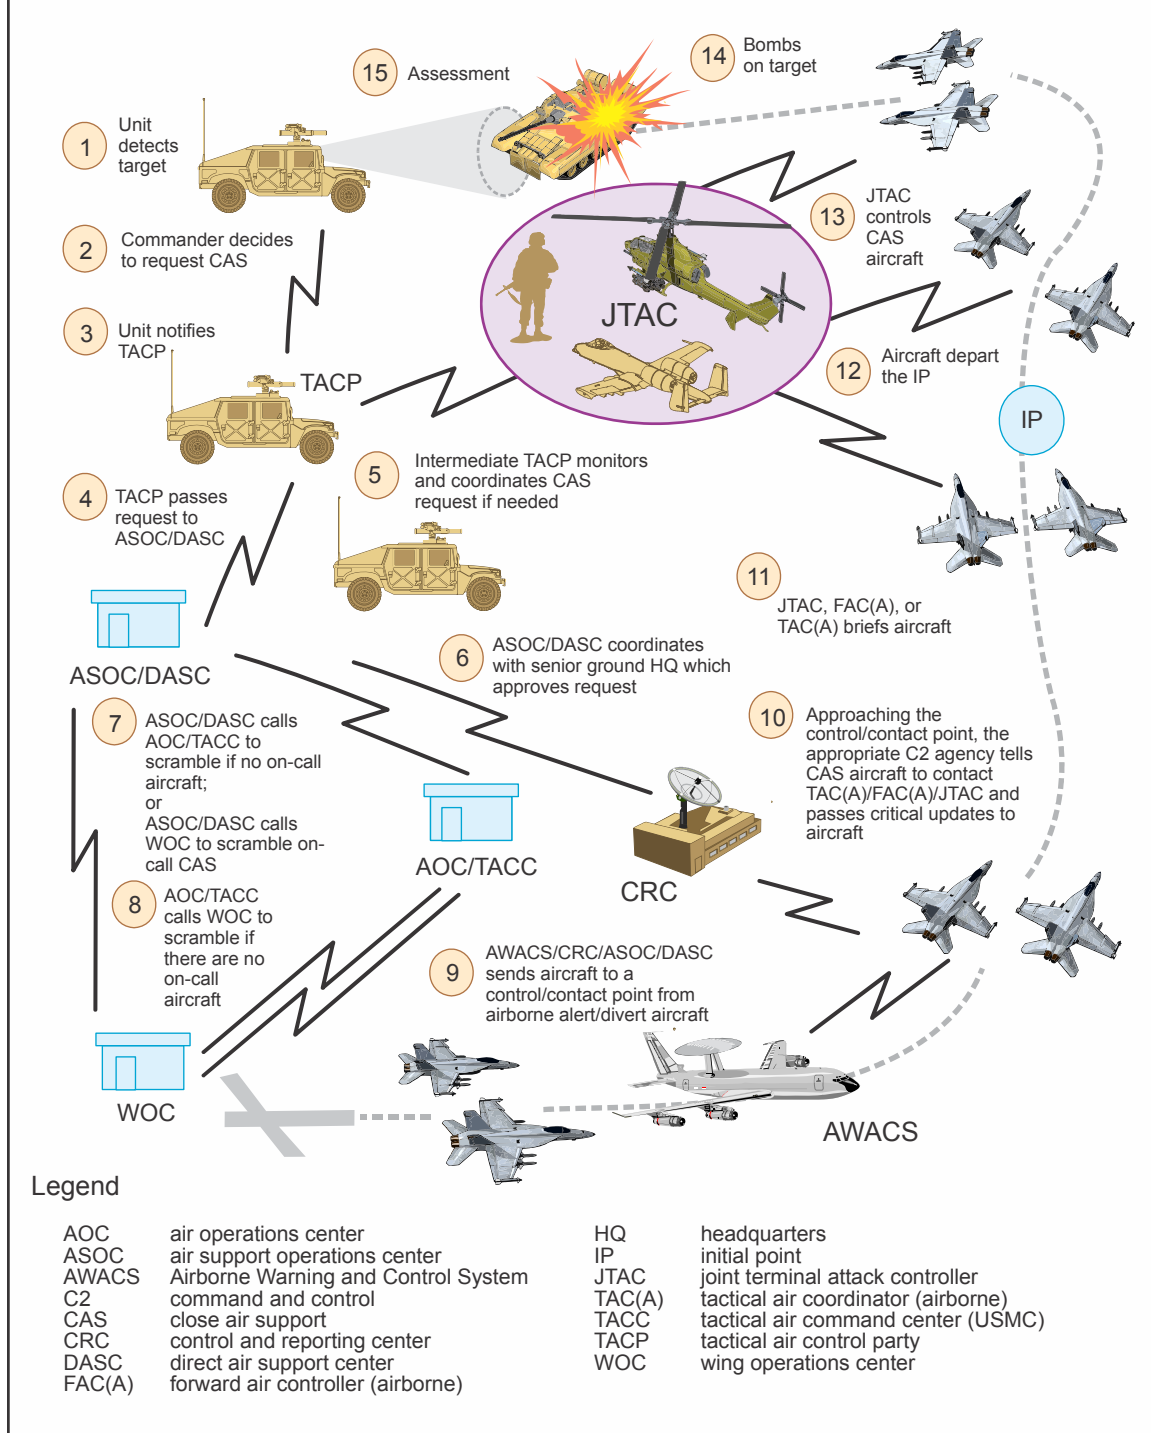 15
Assessment
14
Bombs
on target
1
Unit
detects
target
2
Commander decides
to request CAS
13
JTAC
controls
CAS
aircraft
JTAC
3
Unit notifies
TACP
TACP
12
Aircraft depart
the IP
IP
4
TACP passes
request to
ASOC/DASC
5
Intermediate TACP monitors
and coordinates CAS
request if needed
11
JTAC, FAC(A), or
TAC(A) briefs aircraft
ASOC/DASC
6
ASOC/DASC coordinates
with senior ground HQ which
approves request
7
ASOC/DASC calls
AOC/TACC to
scramble if no on-call
aircraft;
or
ASOC/DASC calls
WOC to scramble on-
call CAS
10
Approaching the
control/contact point, the
appropriate C2 agency tells
CAS aircraft to contact
TAC(A)/FAC(A)/JTAC and
passes critical updates to
aircraft
AOC/TACC
CRC
8
AOC/TACC
calls WOC to
scramble if
there are no
on-call
aircraft
9
AWACS/CRC/ASOC/DASC
sends aircraft to a
control/contact point from
airborne alert/divert aircraft
WOC
AWACS
Legend
AOC air operations center
ASOC air support operations center
AWACS Airborne Warning and Control System
C2 command and control
CAS close air support
CRC control and reporting center
DASC direct air support center
FAC(A) forward air controller (airborne)
HQ headquarters
IP initial point
JTAC joint terminal attack controller
TAC(A) tactical air coordinator (airborne)
TACC tactical air command center (USMC)
TACP tactical air control party
WOC wing operations center